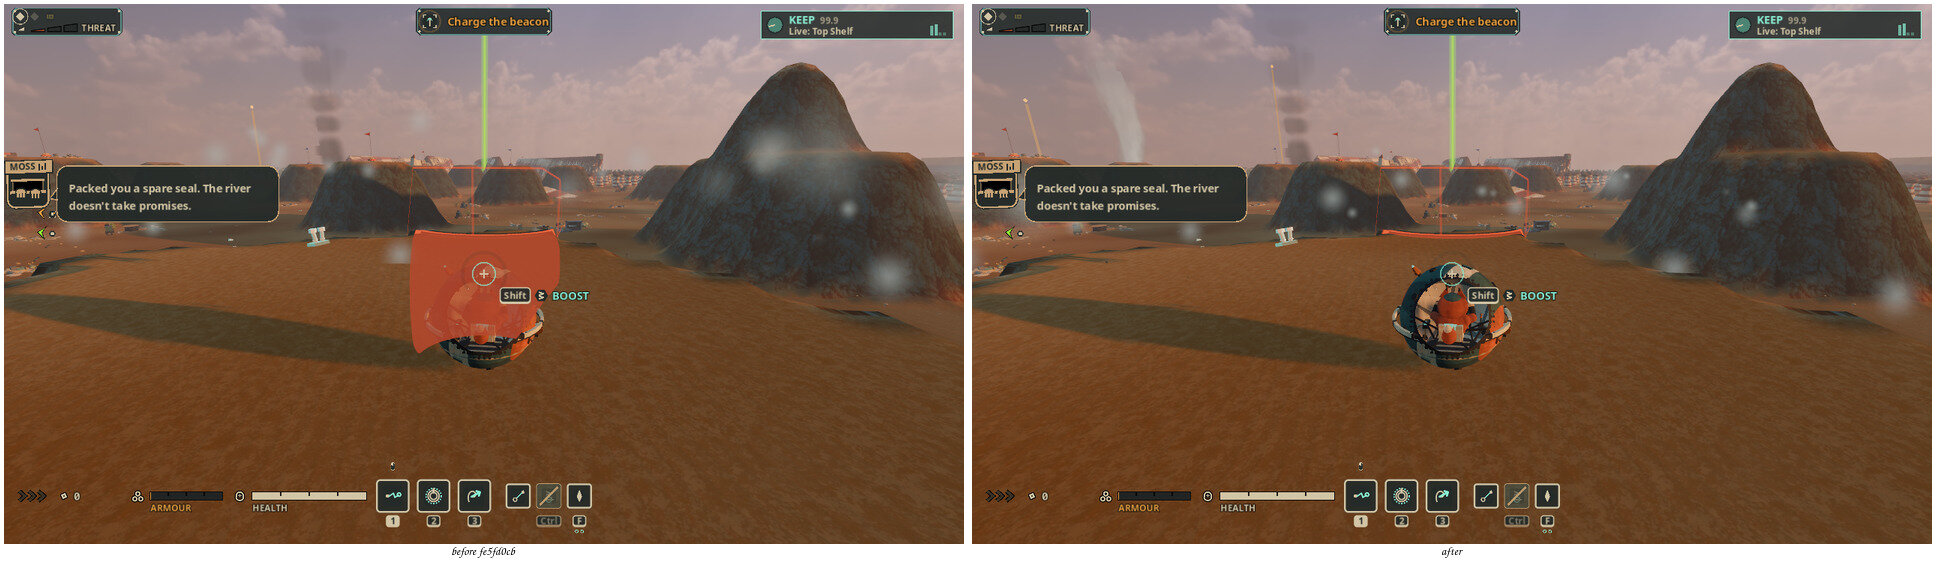 THREAT
Charge the beacon
KEEP 99.9
Live: Top Shelf
MOSS
Packed you a spare seal. The river
doesn't take promises.
Shift BOOST
0
ARMOUR
HEALTH
1
2
3
Ctrl
F
before fe5fd0cb
THREAT
Charge the beacon
KEEP 99.9
Live: Top Shelf
MOSS
Packed you a spare seal. The river
doesn't take promises.
Shift BOOST
0
ARMOUR
HEALTH
1
2
3
Ctrl
F
after